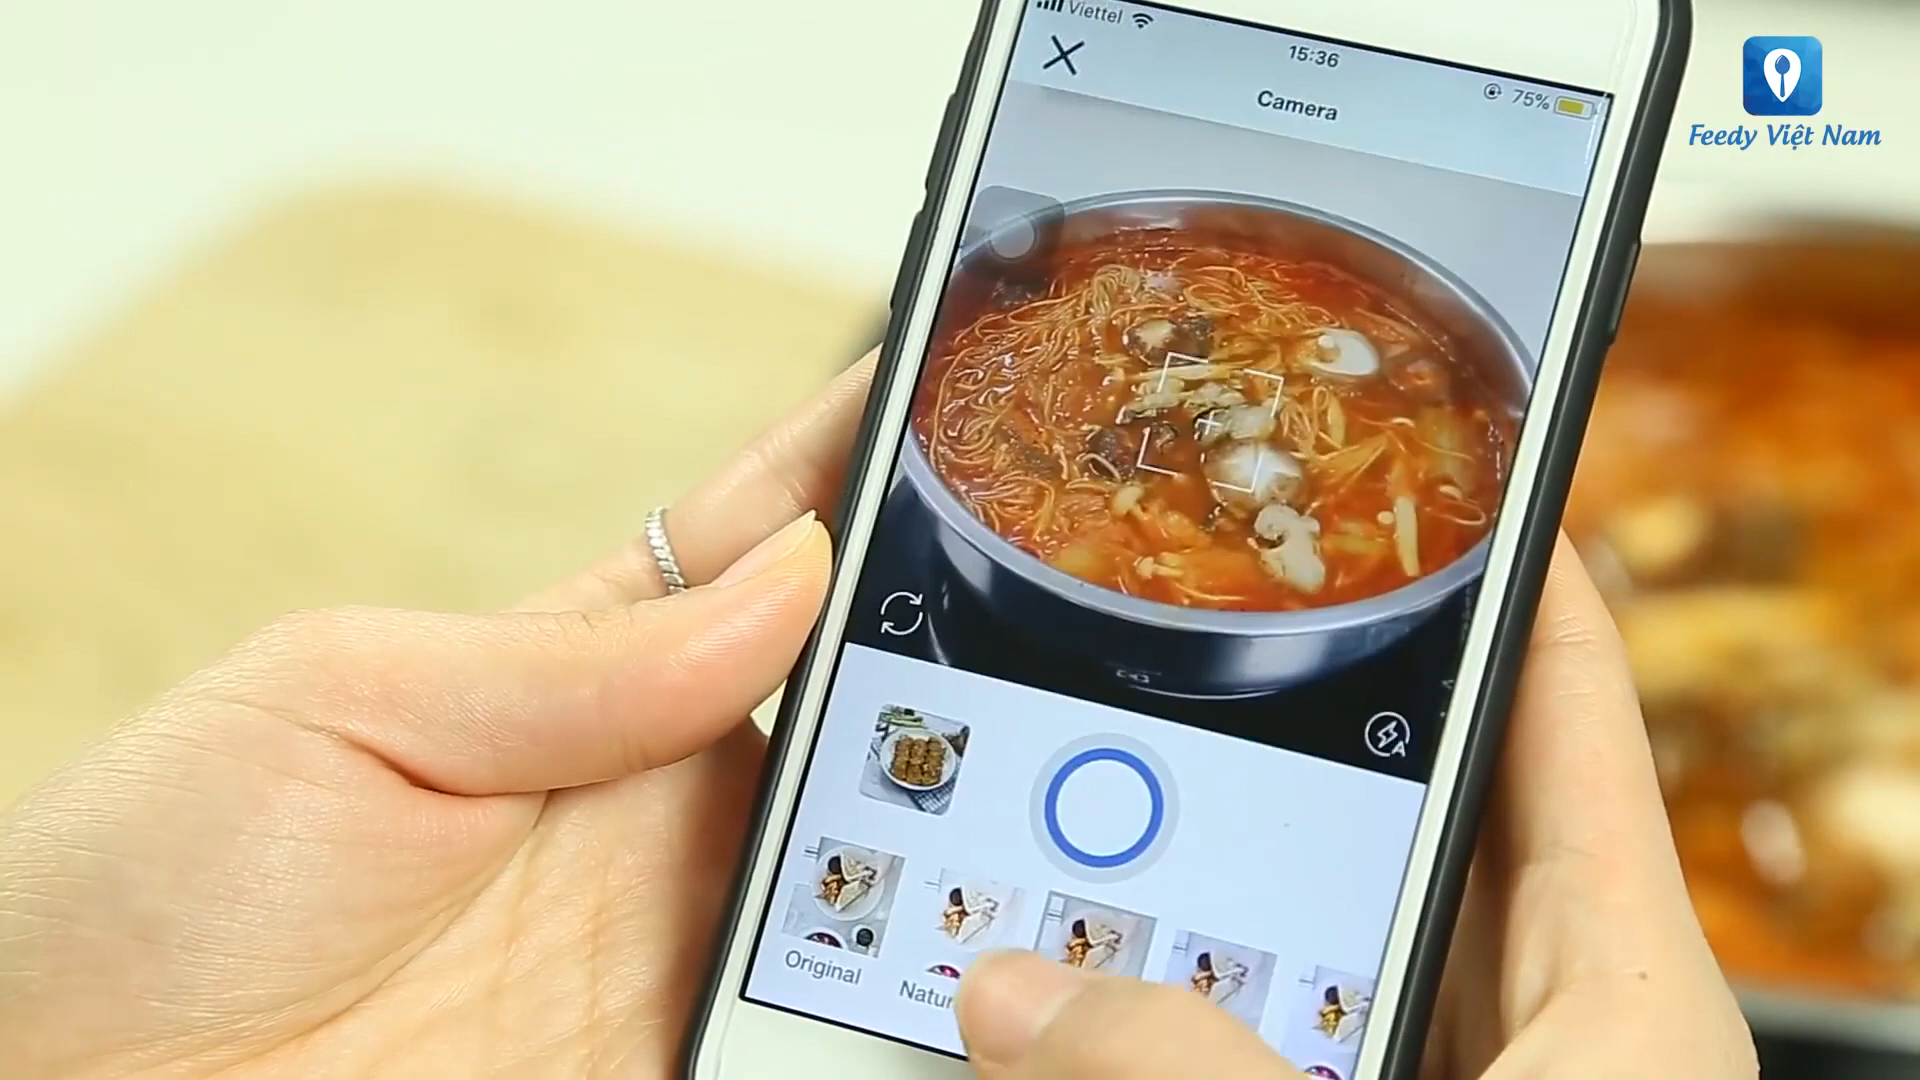 Viettel
15:36
75%
Camera
Feedy Việt Nam
Original